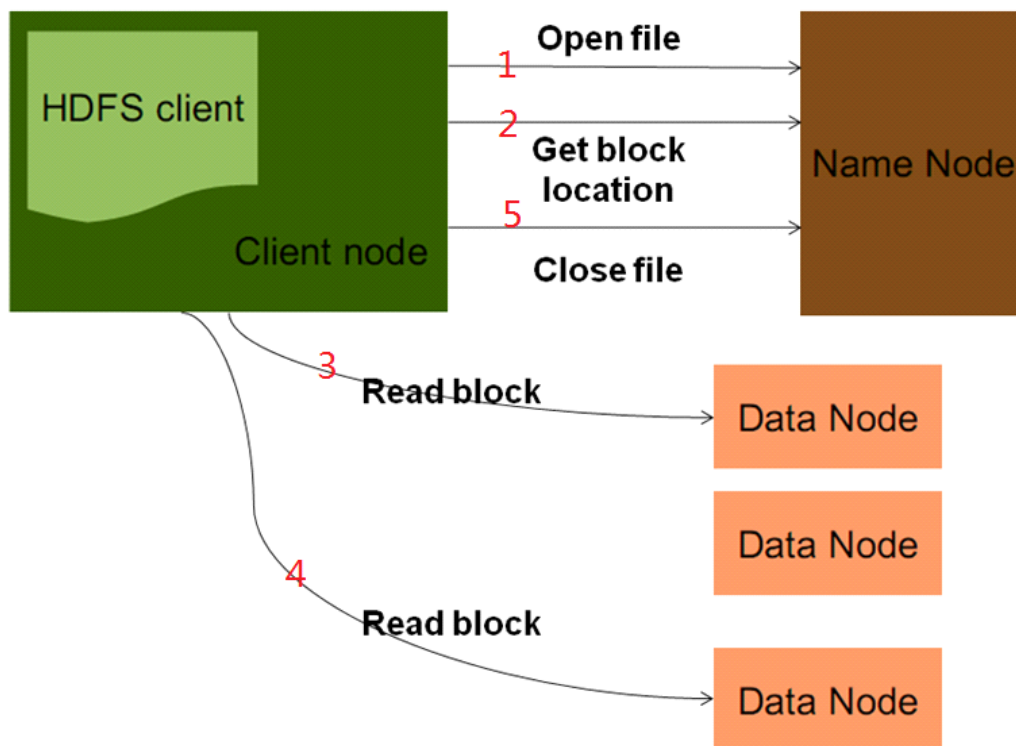 Open file
1
HDFS client
2
Get block
location
Name Node
5
Client node
Close file
3
Read block
Data Node
Data Node
4
Read block
Data Node